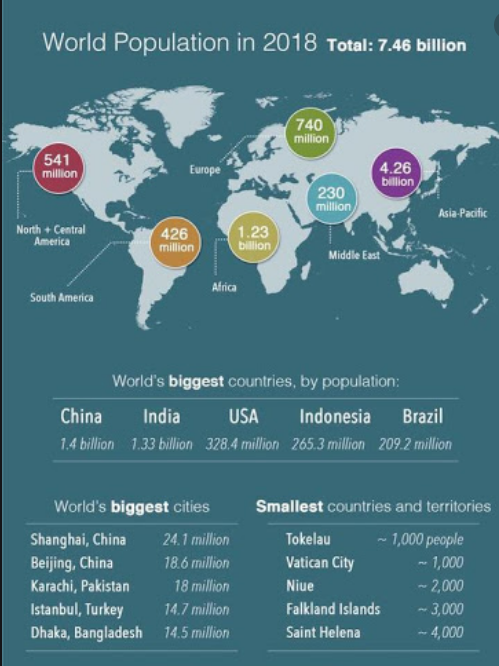 World Population in 2018 Total: 7.46 billion
740
million
541
million
4.26
billion
Europe
230
million
Asia-Pacific
North + Central
America
426
million
1.23
billion
Middle East
Africa
South America
World's biggest countries, by population:
China India USA Indonesia Brazil
1.4 billion 1.33 billion 328.4 million 265.3 million 209.2 million
World's biggest cities
Shanghai, China 24.1 million
Beijing, China 18.6 million
Karachi, Pakistan 18 million
Istanbul, Turkey 14.7 million
Dhaka, Bangladesh 14.5 million
Smallest countries and territories
Tokelau ~ 1,000 people
Vatican City ~ 1,000
Niue ~ 2,000
Falkland Islands ~ 3,000
Saint Helena ~ 4,000